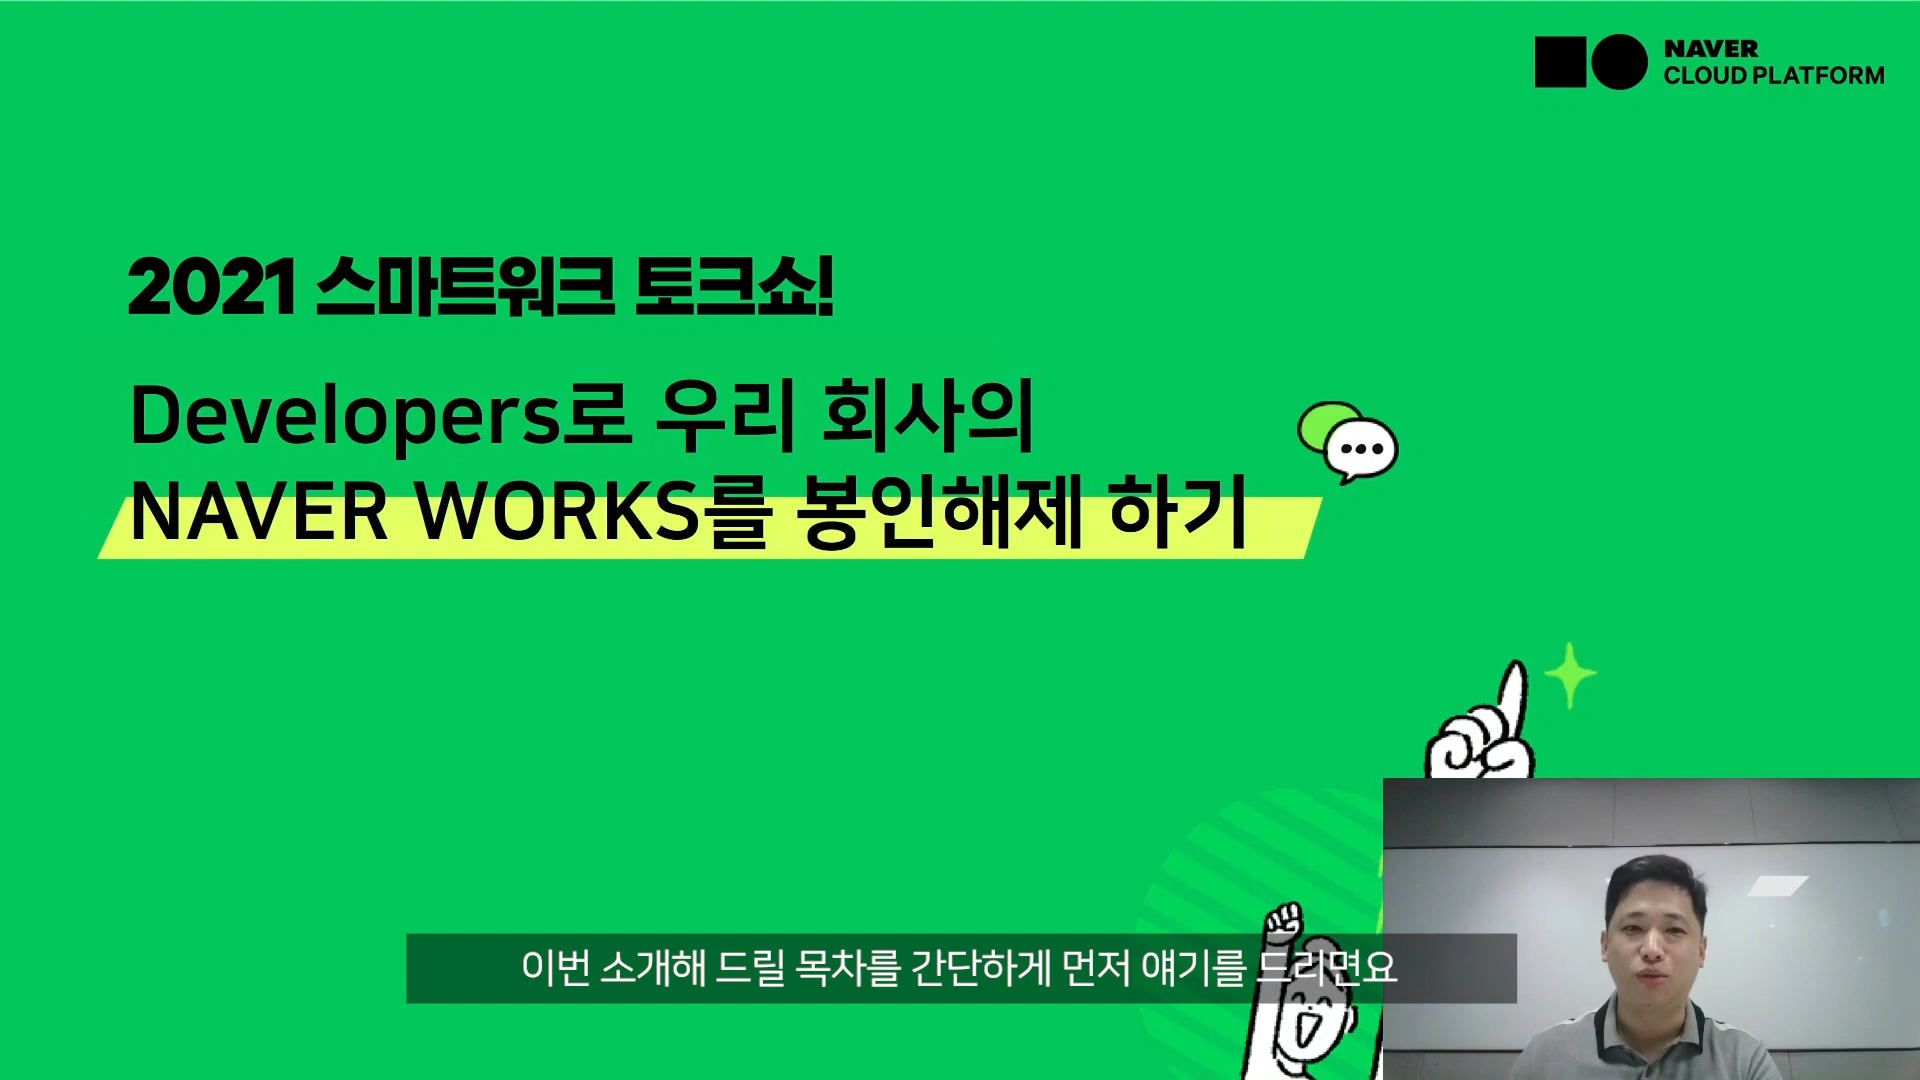 NAVER
CLOUD PLATFORM
2021 스마트워크 토크쇼!
Developers로 우리 회사의
NAVER WORKS를 봉인해제 하기
이번 소개해 드릴 목차를 간단하게 먼저 얘기를 드리면요